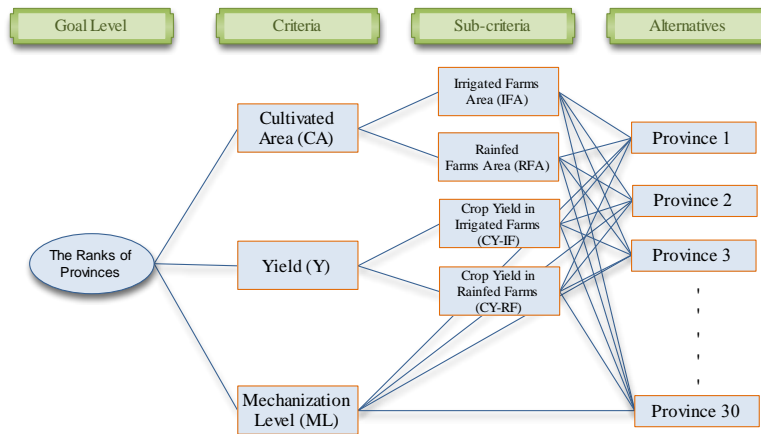 Goal Level
Criteria
Sub-criteria
Alternatives
The Ranks of
Provinces
Cultivated
Area (CA)
Yield (Y)
Mechanization
Level (ML)
Irrigated Farms
Area (IFA)
Rainfed
Farms Area (RFA)
Crop Yield in
Irrigated Farms
(CY-IF)
Crop Yield in
Rainfed Farms
(CY-RF)
Province 1
Province 2
Province 3
Province 30